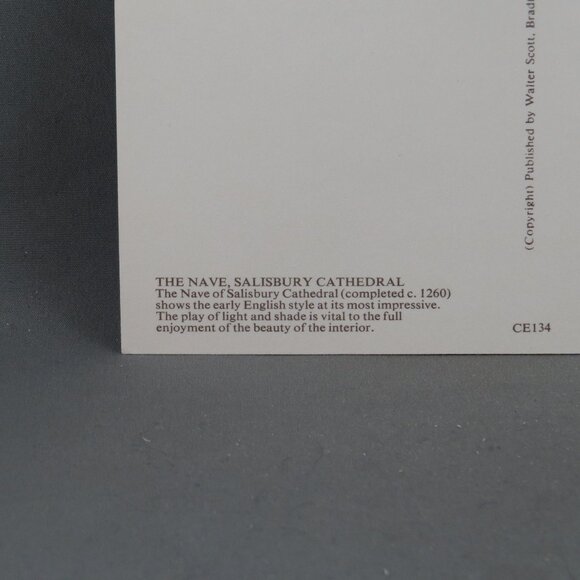 THE NAVE, SALISBURY CATHEDRAL
The Nave of Salisbury Cathedral (completed c. 1260)
shows the early English style at its most impressive.
The play of light and shade is vital to the full
enjoyment of the beauty of the interior.
CE134
(Copyright) Published by Walter Scott, Brad